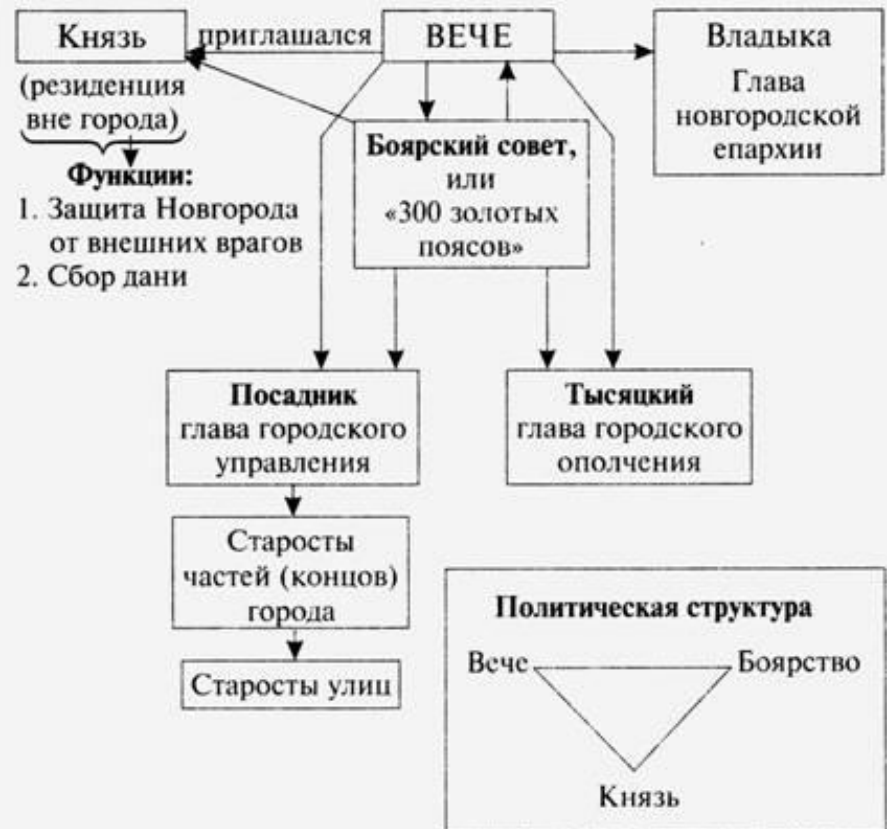 Князь
приглашался
ВЕЧЕ
Владыка
Глава
новгородской
епархии
(резиденция
вне города)
Функции:
1. Защита Новгорода
от внешних врагов
2. Сбор дани
Боярский совет,
или
«300 золотых
поясов»
Посадник
глава городского
управления
Тысяцкий
глава городского
ополчения
Старосты
частей (концов)
города
Старосты улиц
Политическая структура
Вече
Боярство
Князь